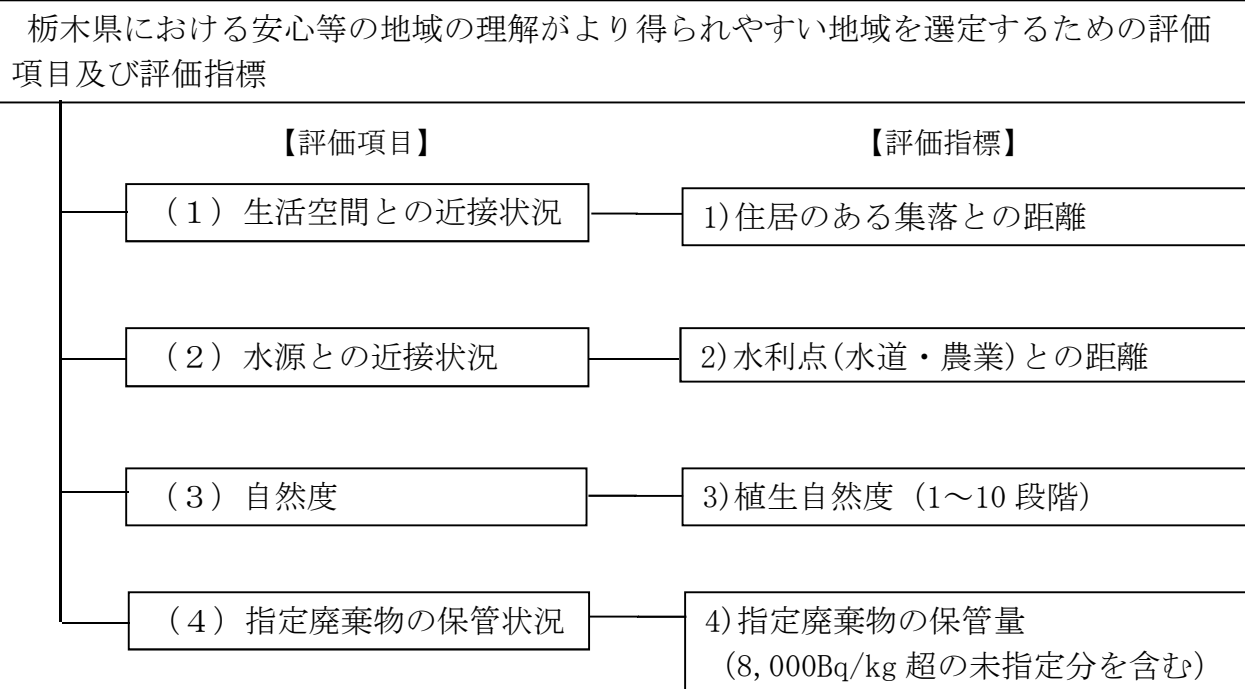 栃木県における安心等の地域の理解がより得られやすい地域を選定するための評価
項目及び評価指標
【評価項目】
【評価指標】
（１）生活空間との近接状況
1)住居のある集落との距離
（２）水源との近接状況
2)水利点(水道・農業)との距離
（３）自然度
3)植生自然度（1～10 段階）
（４）指定廃棄物の保管状況
4)指定廃棄物の保管量
（8,000Bq/kg 超の未指定分を含む）